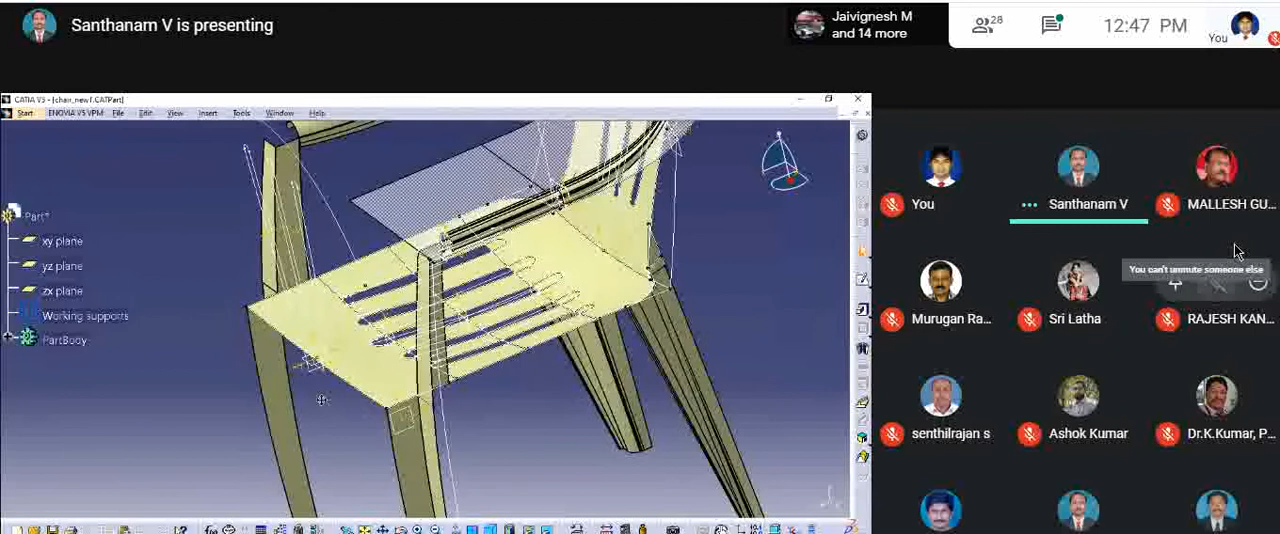 Santhanam V is presenting
Jaivignesh M
and 14 more
28
12:47 PM
You
CATIA V5 - [chair_new f.CATPart]
Start ENOVIA V5 VPM File Edit View Insert Tools Window Help
Part
xy plane
yz plane
zx plane
Working supports
PartBody
You
Santhanam V
MALLESH GU...
You can't unmute someone else
Murugan Ra...
Sri Latha
RAJESH KAN...
senthilrajan s
Ashok Kumar
Dr.K.Kumar, P...